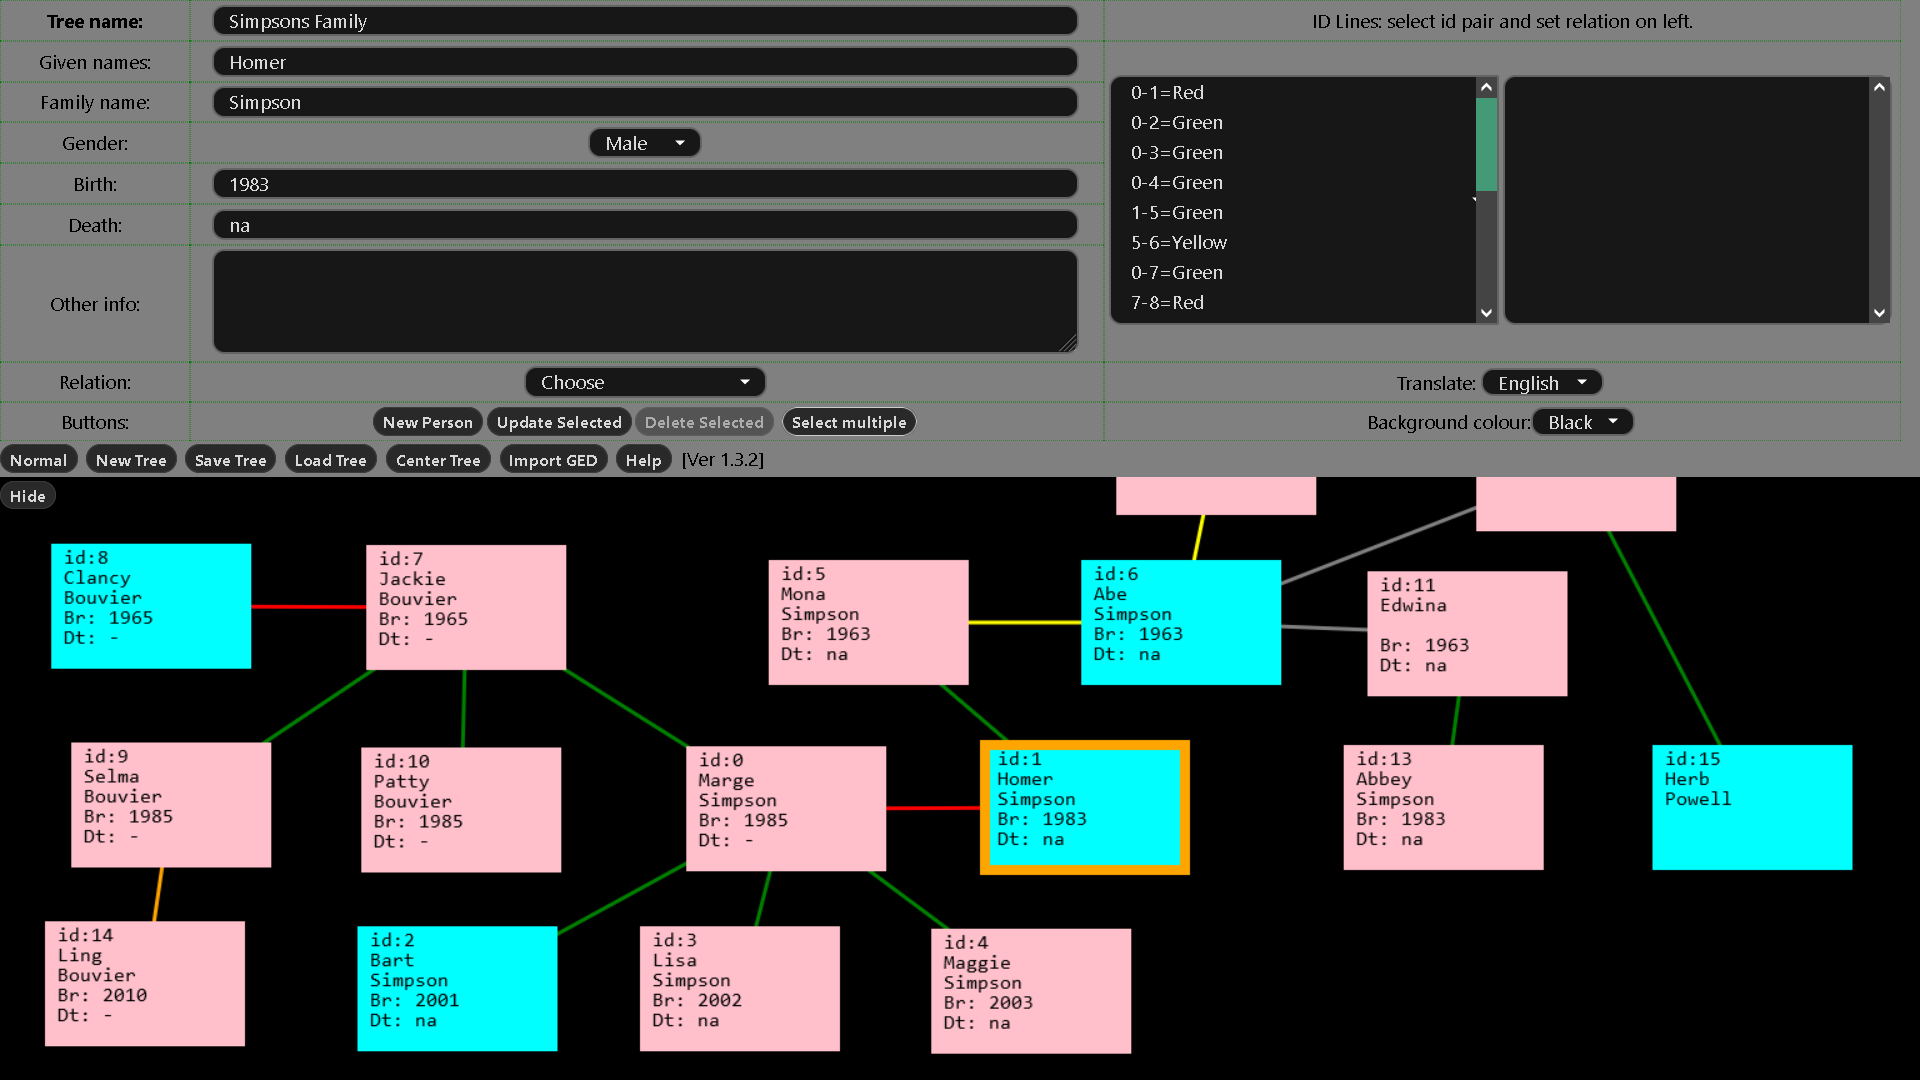 Tree name: Simpsons Family
Given names: Homer
Family name: Simpson
Gender: Male
Birth: 1983
Death: na
Other info:
Relation: Choose
Buttons: New Person Update Selected Delete Selected Select multiple
ID Lines: select id pair and set relation on left.
0-1=Red
0-2=Green
0-3=Green
0-4=Green
1-5=Green
5-6=Yellow
0-7=Green
7-8=Red
Translate: English
Background colour: Black
Normal New Tree Save Tree Load Tree Center Tree Import GED Help [Ver 1.3.2]
Hide
id:8
Clancy
Bouvier
Br: 1965
Dt: -
id:7
Jackie
Bouvier
Br: 1965
Dt: -
id:5
Mona
Simpson
Br: 1963
Dt: na
id:6
Abe
Simpson
Br: 1963
Dt: na
id:11
Edwina
Br: 1963
Dt: na
id:9
Selma
Bouvier
Br: 1985
Dt: -
id:10
Patty
Bouvier
Br: 1985
Dt: -
id:0
Marge
Simpson
Br: 1985
Dt: -
id:1
Homer
Simpson
Br: 1983
Dt: na
id:13
Abbey
Simpson
Br: 1983
Dt: na
id:15
Herb
Powell
id:14
Ling
Bouvier
Br: 2010
Dt: -
id:2
Bart
Simpson
Br: 2001
Dt: na
id:3
Lisa
Simpson
Br: 2002
Dt: na
id:4
Maggie
Simpson
Br: 2003
Dt: na